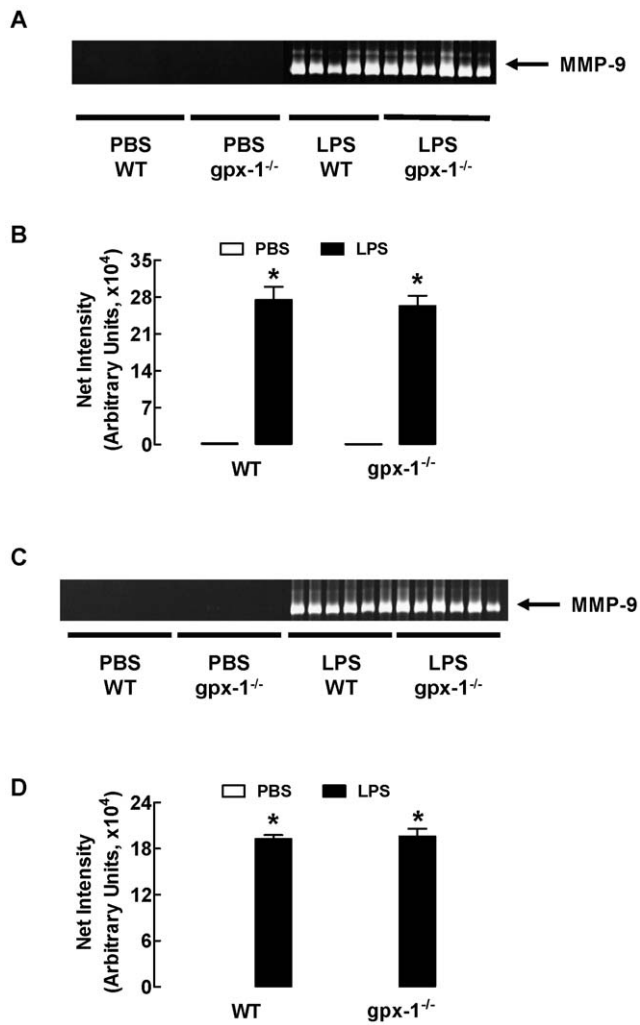 A
MMP-9
PBS PBS LPS LPS
WT gpx-1-/- WT gpx-1-/-
B
PBS LPS
Net Intensity
(Arbitrary Units, x10⁴)
35
28
21
14
7
0
* *
WT gpx-1-/-
C
MMP-9
PBS PBS LPS LPS
WT gpx-1-/- WT gpx-1-/-
D
PBS LPS
Net Intensity
(Arbitrary Units, x10⁴)
24
18
12
6
0
* *
WT gpx-1-/-